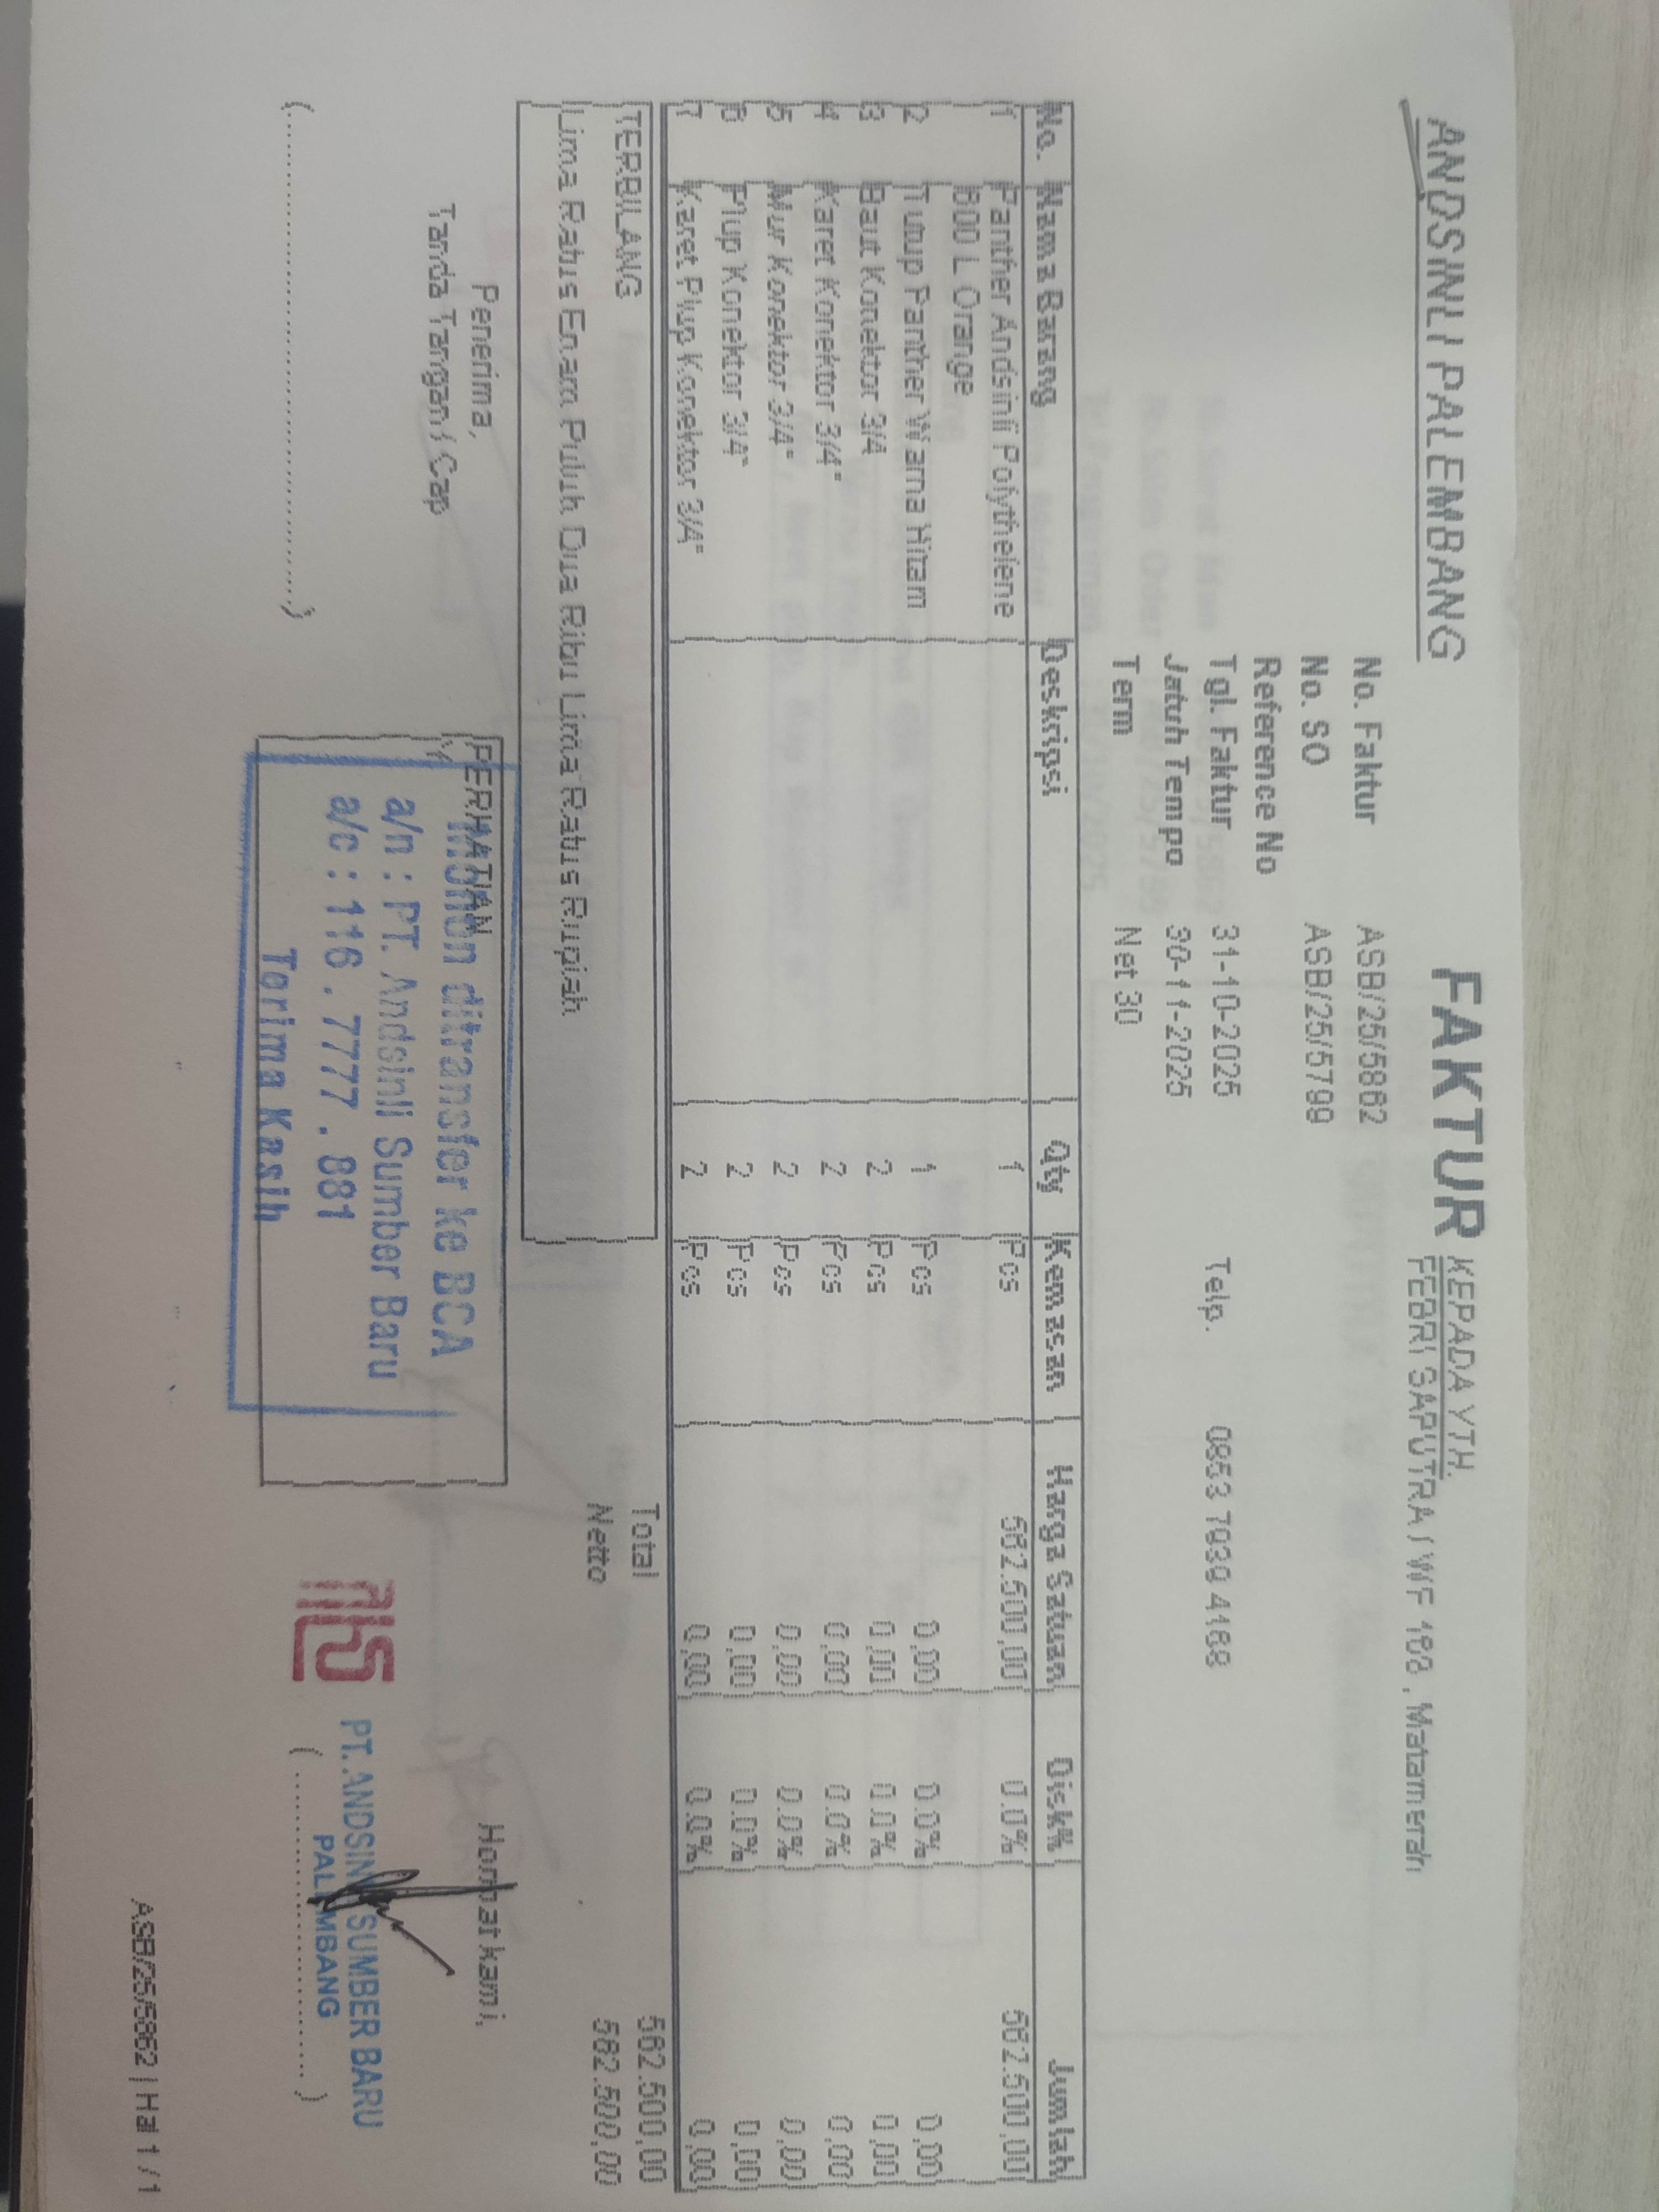 ANDSINLI PALEMBANG
FAKTUR
KEPADA YTH.
FEBRI SAPUTRA / WF 168 , Matamerah
No. Faktur ASB/25/5862
No. SO ASB/25/5799
Reference No
Tgl. Faktur 31-10-2025 Telp. 0853 7939 4168
Jatuh Tempo 30-11-2025
Term Net 30
No. Nama Barang Deskripsi Qty Kemasan Harga Satuan Disk% Jumlah
1 Panther Andsinli Polythelene 1 Pcs 562.500,00 0.0% 562.500,00
800 L Orange
2 Tutup Panther Warna Hitam 1 Pcs 0,00 0.0% 0,00
3 Baut Konektor 3/4 2 Pcs 0,00 0.0% 0,00
4 Karet Konektor 3/4" 2 Pcs 0,00 0.0% 0,00
5 Mur Konektor 3/4" 2 Pcs 0,00 0.0% 0,00
6 Plup Konektor 3/4" 2 Pcs 0,00 0.0% 0,00
7 Karet Plup Konektor 3/4" 2 Pcs 0,00 0.0% 0,00
TERBILANG
Lima Ratus Enam Puluh Dua Ribu Lima Ratus Rupiah
Total 562.500,00
Netto 562.500,00
Penerima,
Tanda Tangan / Cap
(..............................)
PERHATIAN
Mohon ditransfer ke BCA
a/n : PT. Andsinli Sumber Baru
a/c : 116 . 7777 . 881
Terima Kasih
Hormat kami,
PT. ANDSINLI SUMBER BARU
PALEMBANG
( .............................. )
ASB/25/5862 | Hal 1 / 1